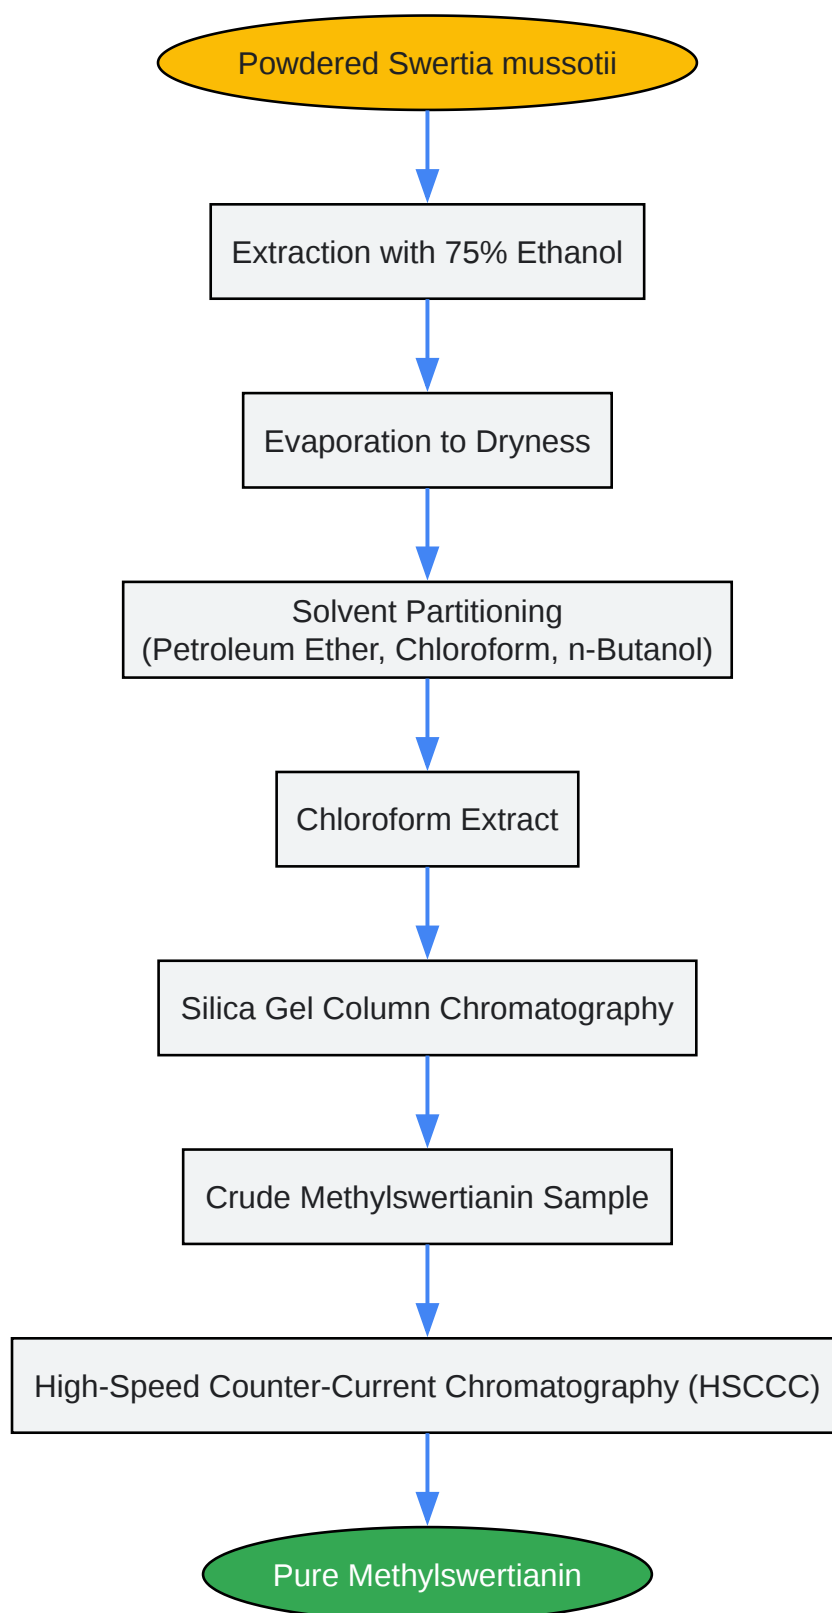 Powdered Swertia mussotii
Extraction with 75% Ethanol
Evaporation to Dryness
Solvent Partitioning
(Petroleum Ether, Chloroform, n-Butanol)
Chloroform Extract
Silica Gel Column Chromatography
Crude Methylswertianin Sample
High-Speed Counter-Current Chromatography (HSCCC)
Pure Methylswertianin